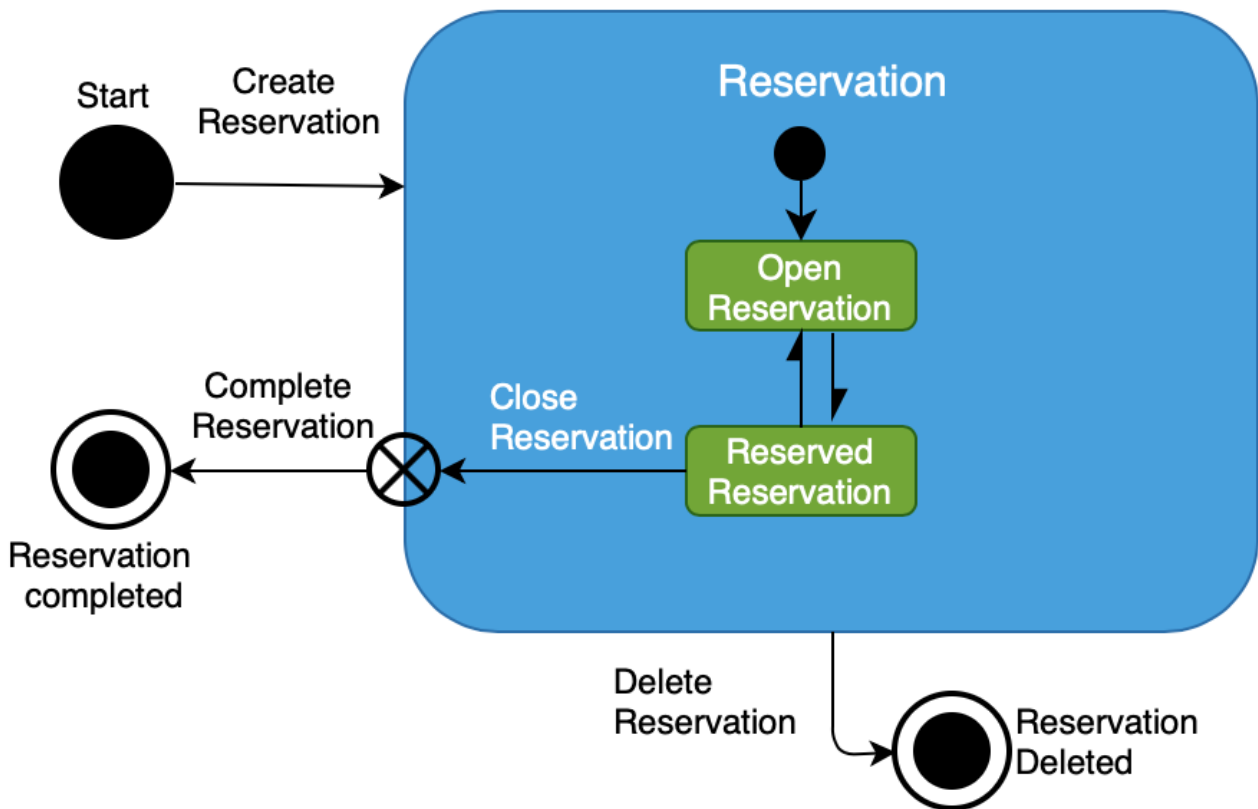 Start
Create
Reservation
Reservation
Open
Reservation
Complete
Reservation
Close
Reservation
Reserved
Reservation
Reservation
completed
Delete
Reservation
Reservation
Deleted